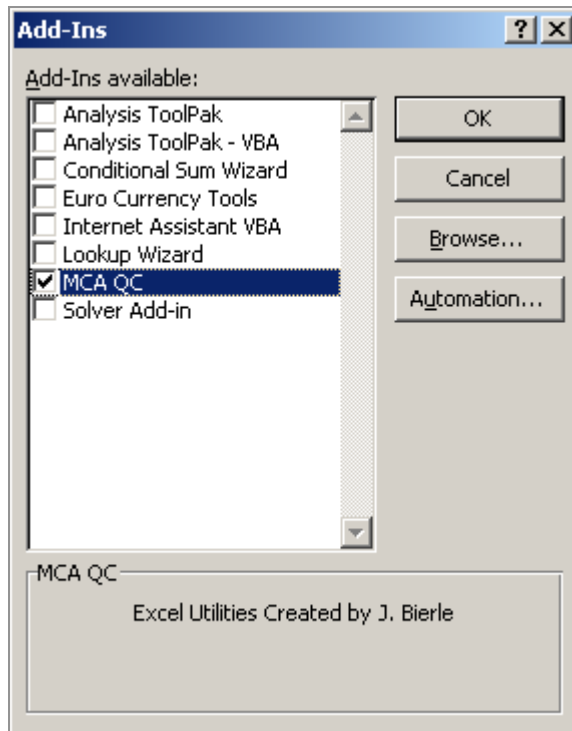 Add-Ins
Add-Ins available:
Analysis ToolPak
Analysis ToolPak - VBA
Conditional Sum Wizard
Euro Currency Tools
Internet Assistant VBA
Lookup Wizard
MCA QC
Solver Add-in
OK
Cancel
Browse...
Automation...
MCA QC
Excel Utilities Created by J. Bierle